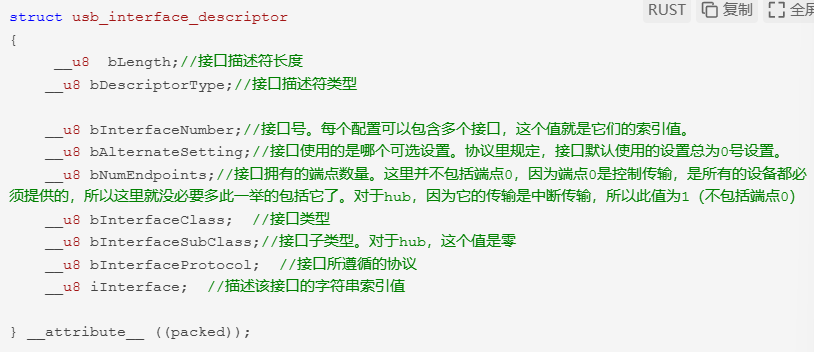 RUST 复制 全屏
struct usb_interface_descriptor
{
__u8  bLength;//接口描述符长度
__u8 bDescriptorType;//接口描述符类型
__u8 bInterfaceNumber;//接口号。每个配置可以包含多个接口，这个值就是它们的索引值。
__u8 bAlternateSetting;//接口使用的是哪个可选设置。协议里规定，接口默认使用的设置总为0号设置。
__u8 bNumEndpoints;//接口拥有的端点数量。这里并不包括端点0，因为端点0是控制传输，是所有的设备都必
须提供的，所以这里就没必要多此一举的包括它了。对于hub，因为它的传输是中断传输，所以此值为1（不包括端点0）
__u8 bInterfaceClass;  //接口类型
__u8 bInterfaceSubClass;//接口子类型。对于hub，这个值是零
__u8 bInterfaceProtocol;  //接口所遵循的协议
__u8 iInterface;  //描述该接口的字符串索引值
} __attribute__ ((packed));